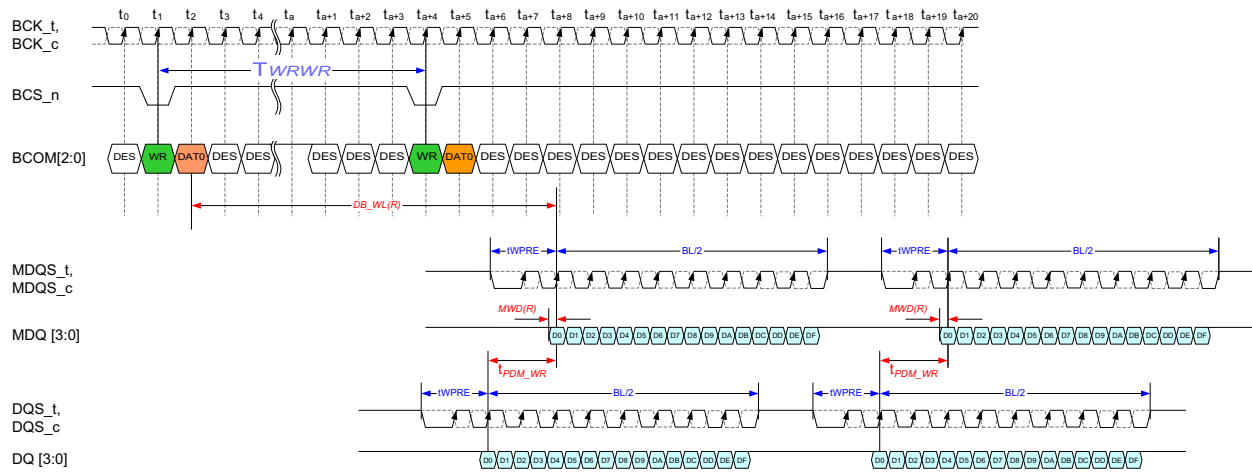 t0 t1 t2 t3 t4 ta ta+1 ta+2 ta+3 ta+4 ta+5 ta+6 ta+7 ta+8 ta+9 ta+10 ta+11 ta+12 ta+13 ta+14 ta+15 ta+16 ta+17 ta+18 ta+19 ta+20
BCK_t,
BCK_c
TWRWR
BCS_n
BCOM[2:0] DES WR DAT0 DES DES DES DES DES WR DAT0 DES DES DES DES DES DES DES DES DES DES DES DES DES DES DES
DB_WL(R)
tWPRE BL/2 tWPRE BL/2
MDQS_t,
MDQS_c
MWD(R) MWD(R)
MDQ [3:0] D0 D1 D2 D3 D4 D5 D6 D7 D8 D9 DA DB DC DD DE DF D0 D1 D2 D3 D4 D5 D6 D7 D8 D9 DA DB DC DD DE DF
tPDM_WR tPDM_WR
tWPRE BL/2 tWPRE BL/2
DQS_t,
DQS_c
DQ [3:0] D0 D1 D2 D3 D4 D5 D6 D7 D8 D9 DA DB DC DD DE DF D0 D1 D2 D3 D4 D5 D6 D7 D8 D9 DA DB DC DD DE DF